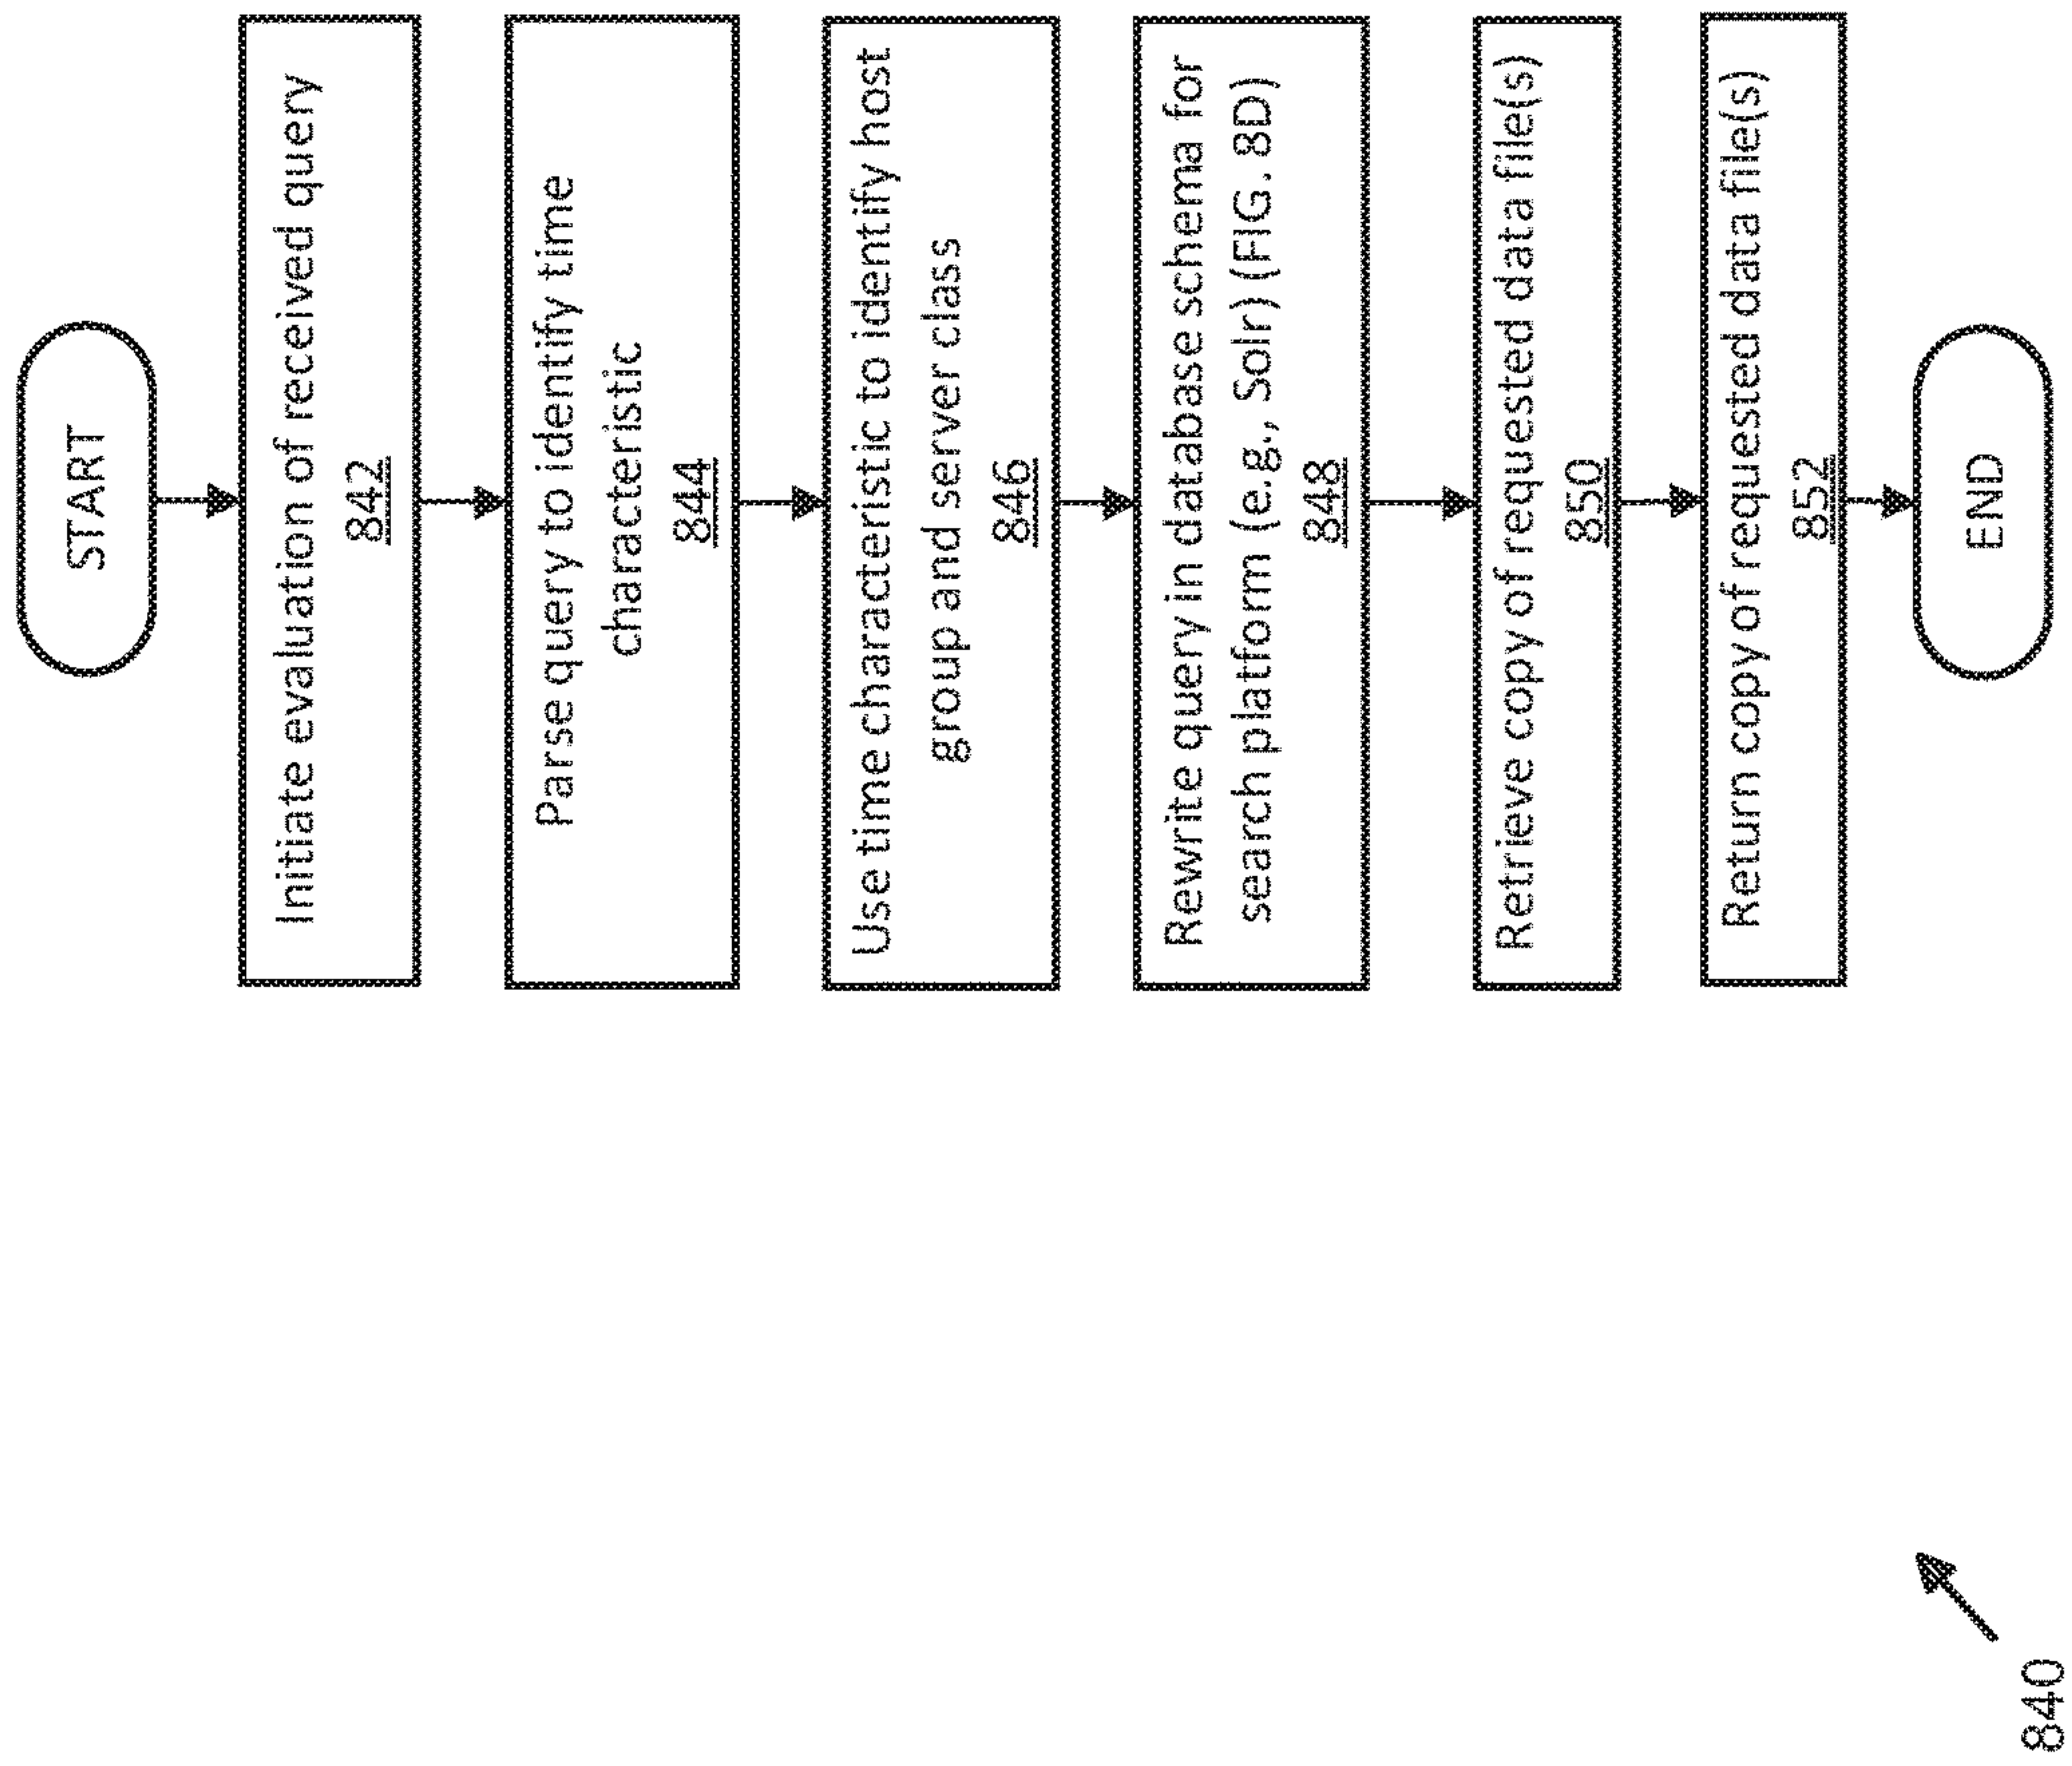 START
Initiate evaluation of received query
842
Parse query to identify time
characteristic
844
Use time characteristic to identify host
group and server class
846
Rewrite query in database schema for
search platform (e.g., Solr) (FIG. 8D)
848
Retrieve copy of requested data file(s)
850
Return copy of requested data file(s)
852
END
840